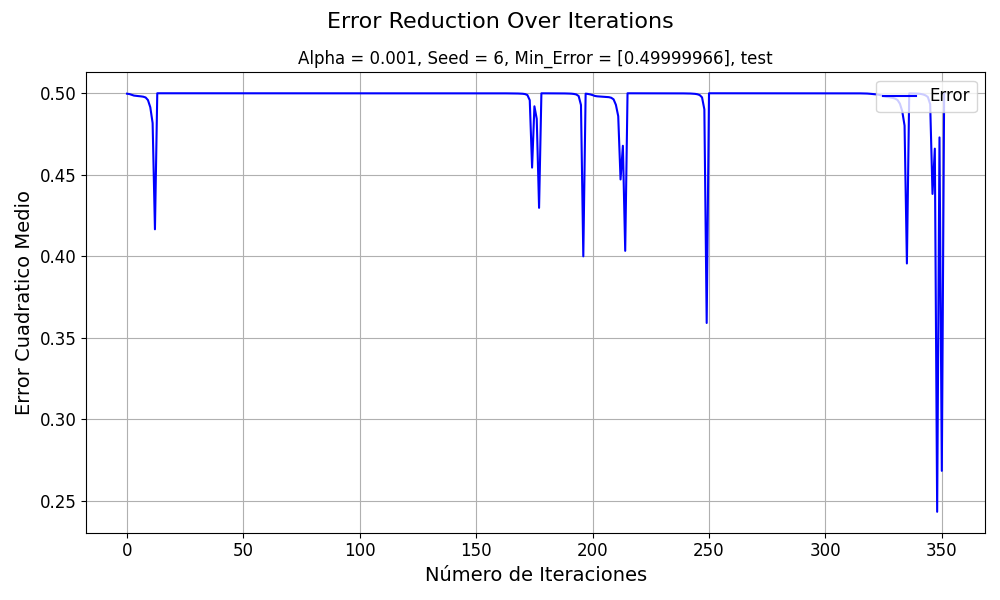 Error Reduction Over Iterations
Alpha = 0.001, Seed = 6, Min_Error = [0.49999966], test
Error
0.50
0.45
0.40
0.35
0.30
0.25
Error Cuadratico Medio
0
50
100
150
200
250
300
350
Número de Iteraciones